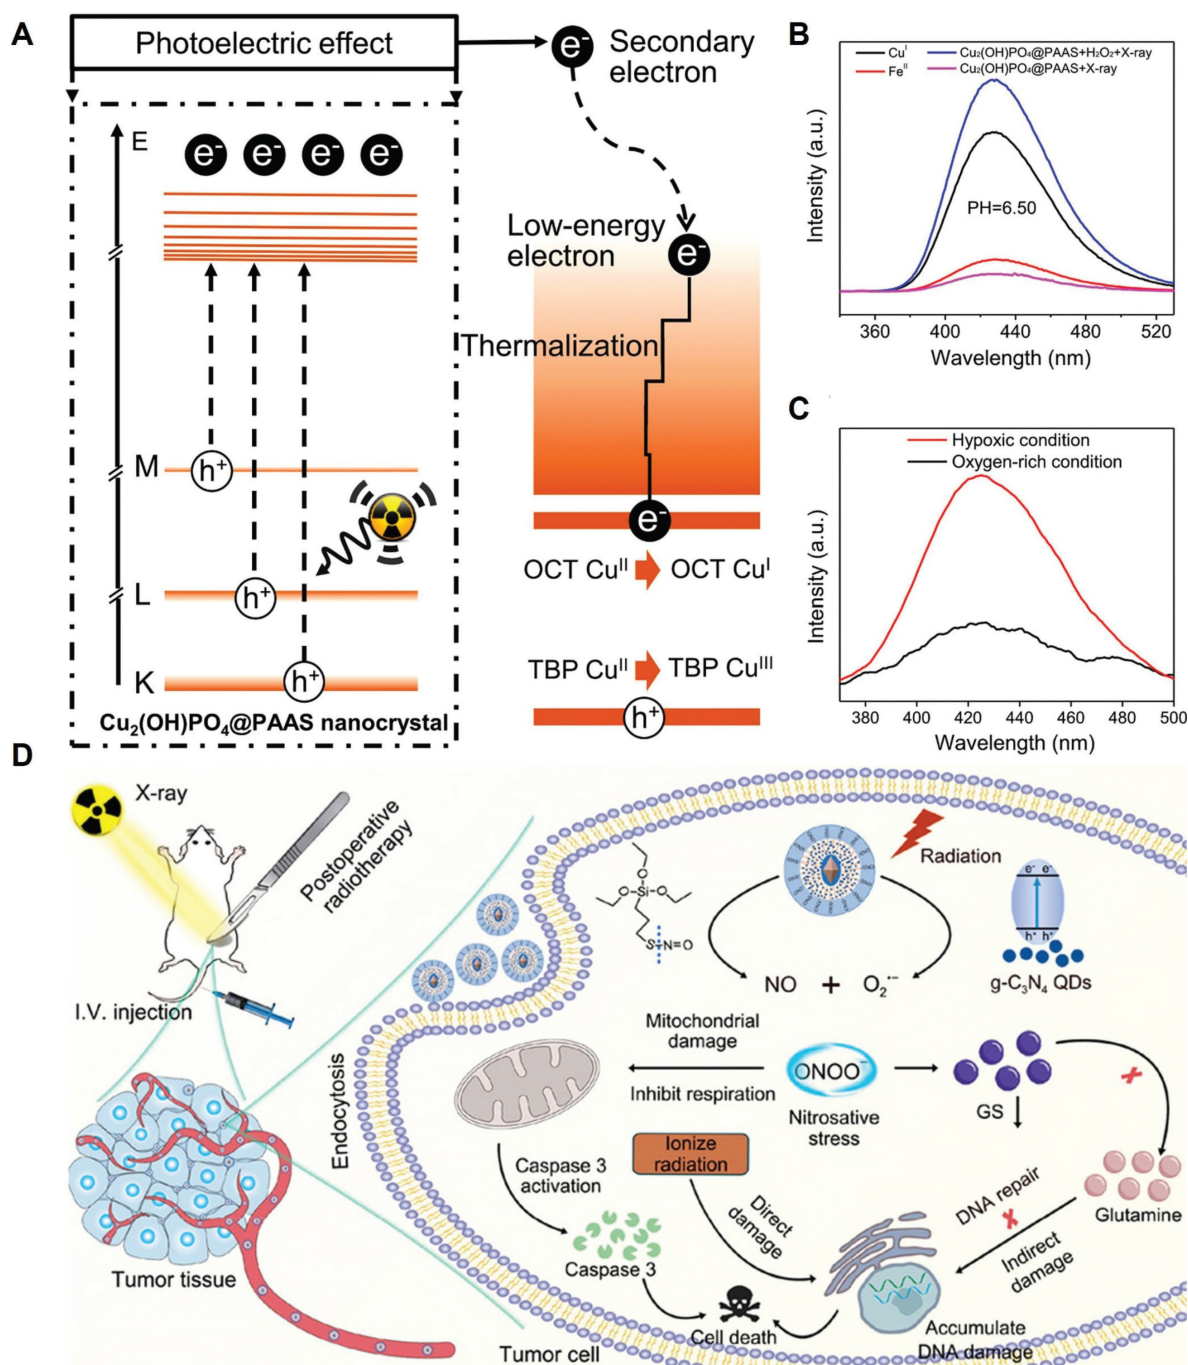 A
Photoelectric effect
e⁻
Secondary
electron
E
e⁻ e⁻ e⁻ e⁻
Low-energy
electron
e⁻
Thermalization
M
h⁺
L
h⁺
K
h⁺
Cu₂(OH)PO₄@PAAS nanocrystal
e⁻
OCT Cuᴵᴵ OCT Cuᴵ
TBP Cuᴵᴵ TBP Cuᴵᴵᴵ
h⁺
B
Cuᴵ
Feᴵᴵ
Cu₂(OH)PO₄@PAAS+H₂O₂+X-ray
Cu₂(OH)PO₄@PAAS+X-ray
PH=6.50
Intensity (a.u.)
360 400 440 480 520
Wavelength (nm)
C
Hypoxic condition
Oxygen-rich condition
Intensity (a.u.)
380 400 420 440 460 480 500
Wavelength (nm)
D
X-ray
Postoperative
radiotherapy
I.V. injection
Tumor tissue
Endocytosis
Tumor cell
O
O
Si
O
S N=O
Radiation
e⁻ e⁻
h⁺ h⁺
g-C₃N₄ QDs
NO + O₂•⁻
Mitochondrial
damage
Inhibit respiration
ONOO⁻
Nitrosative
stress
GS
Glutamine
Ionize
radiation
Caspase 3
activation
Caspase 3
Direct
damage
DNA repair
Indirect
damage
Cell death
Accumulate
DNA damage